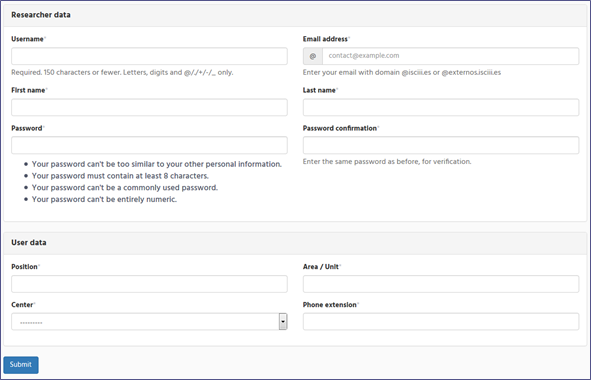 Researcher data
Username*
Email address*
@ contact@example.com
Required. 150 characters or fewer. Letters, digits and @/./+/-/_ only.
Enter your email with domain @isciii.es or @externos.isciii.es
First name*
Last name*
Password*
Password confirmation*
• Your password can't be too similar to your other personal information.
• Your password must contain at least 8 characters.
• Your password can't be a commonly used password.
• Your password can't be entirely numeric.
Enter the same password as before, for verification.
User data
Position*
Area / Unit*
Center*
Phone extension*
---------
Submit